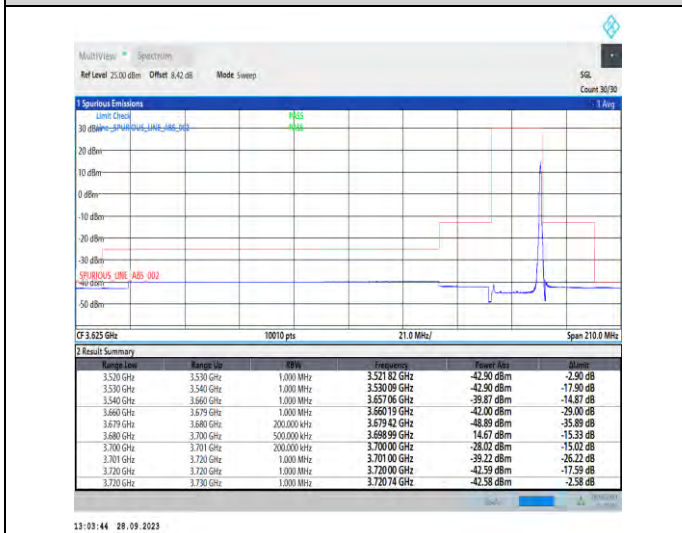 MultiView Spectrum
Ref Level 25.00 dBm Offset 8.42 dB Mode Sweep SGL
Count 30/30
1 Spurious Emissions 1 Avg
Limit Check PASS
30 dBm Line _SPURIOUS_LINE_ABS_002 PASS
20 dBm
10 dBm
0 dBm
-10 dBm
-20 dBm
-30 dBm
SPURIOUS_LINE_ABS_002
-40 dBm
-50 dBm
CF 3.625 GHz 10010 pts 21.0 MHz/ Span 210.0 MHz
2 Result Summary
Range Low Range Up RBW Frequency Power Abs ΔLimit
3.520 GHz 3.530 GHz 1.000 MHz 3.521 82 GHz -42.90 dBm -2.90 dB
3.530 GHz 3.540 GHz 1.000 MHz 3.530 09 GHz -42.90 dBm -17.90 dB
3.540 GHz 3.660 GHz 1.000 MHz 3.657 06 GHz -39.87 dBm -14.87 dB
3.660 GHz 3.679 GHz 1.000 MHz 3.660 19 GHz -42.00 dBm -29.00 dB
3.679 GHz 3.680 GHz 200.000 kHz 3.679 42 GHz -48.89 dBm -35.89 dB
3.680 GHz 3.700 GHz 500.000 kHz 3.698 99 GHz 14.67 dBm -15.33 dB
3.700 GHz 3.701 GHz 200.000 kHz 3.700 00 GHz -28.02 dBm -15.02 dB
3.701 GHz 3.720 GHz 1.000 MHz 3.701 00 GHz -39.22 dBm -26.22 dB
3.720 GHz 3.720 GHz 1.000 MHz 3.720 00 GHz -42.59 dBm -17.59 dB
3.720 GHz 3.730 GHz 1.000 MHz 3.720 74 GHz -42.58 dBm -2.58 dB
13:03:44 28.09.2023